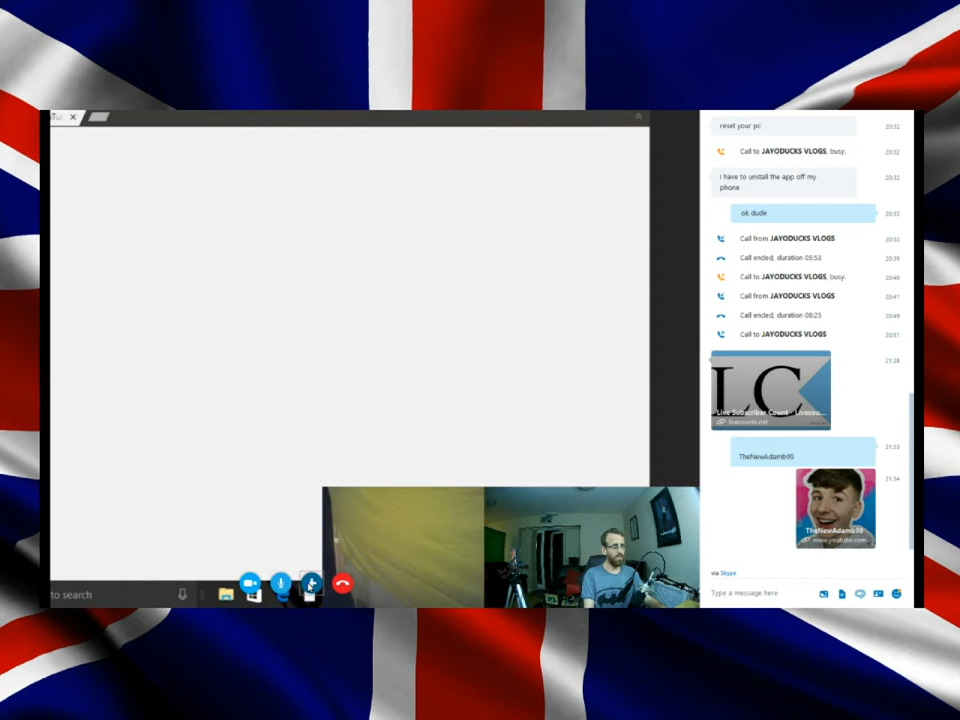 reset your pc
20:32
Call to JAYODUCKS VLOGS, busy.
20:32
I have to unstall the app off my
phone
20:32
ok dude
20:33
Call from JAYODUCKS VLOGS
20:33
Call ended, duration 05:53
20:39
Call to JAYODUCKS VLOGS, busy.
20:40
Call from JAYODUCKS VLOGS
20:41
Call ended, duration 08:25
20:49
Call to JAYODUCKS VLOGS
20:51
21:28
LC
Live Subscriber Count - Livecou...
livecounts.net
21:33
TheNewAdamb90
21:34
TheNewAdamb99
www.youtube.com
via Skype
Type a message here
to search